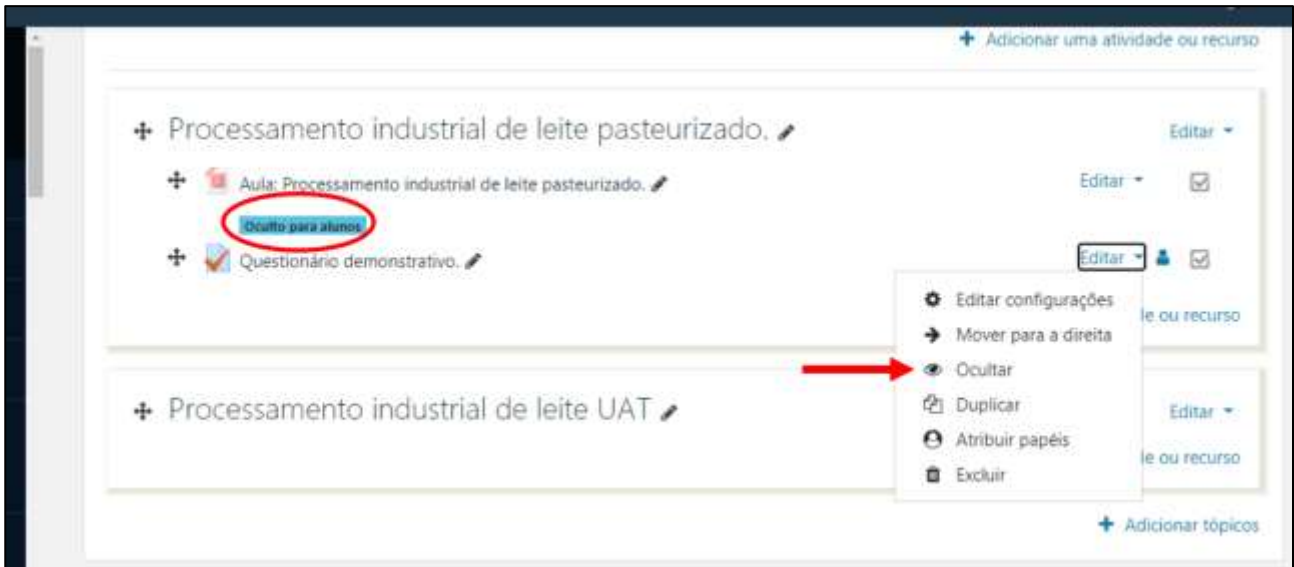 Adicionar uma atividade ou recurso
Processamento industrial de leite pasteurizado.
Editar
Aula: Processamento industrial de leite pasteurizado.
Editar
Oculto para alunos
Questionário demonstrativo.
Editar
Editar configurações
le ou recurso
Mover para a direita
Ocultar
Duplicar
Processamento industrial de leite UAT
Editar
Atribuir papéis
le ou recurso
Excluir
Adicionar tópicos